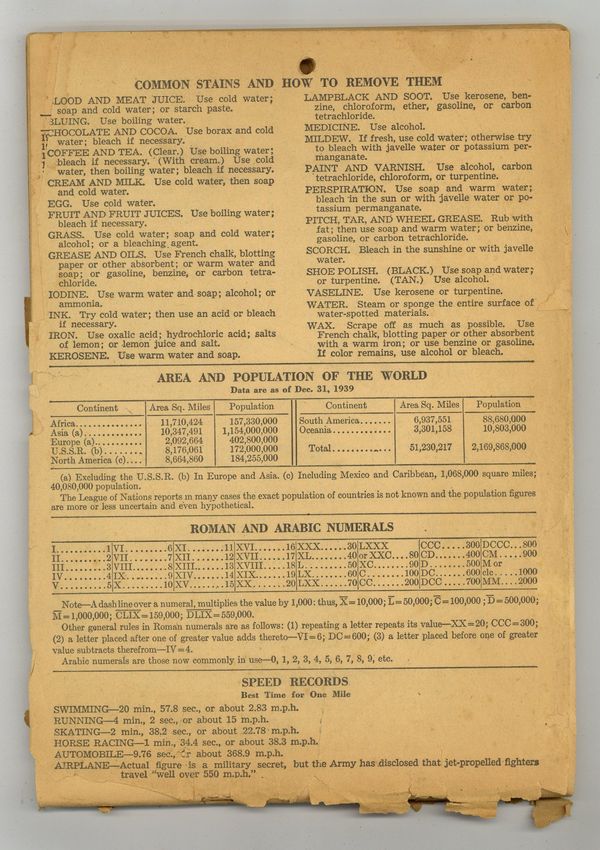 COMMON STAINS AND HOW TO REMOVE THEM
BLOOD AND MEAT JUICE. Use cold water;
soap and cold water; or starch paste.
BLUING. Use boiling water.
CHOCOLATE AND COCOA. Use borax and cold
water; bleach if necessary.
COFFEE AND TEA. (Clear.) Use boiling water;
bleach if necessary. (With cream.) Use cold
water, then boiling water; bleach if necessary.
CREAM AND MILK. Use cold water, then soap
and cold water.
EGG. Use cold water.
FRUIT AND FRUIT JUICES. Use boiling water;
bleach if necessary.
GRASS. Use cold water; soap and cold water;
alcohol; or a bleaching agent.
GREASE AND OILS. Use French chalk, blotting
paper or other absorbent; or warm water and
soap; or gasoline, benzine, or carbon tetra-
chloride.
IODINE. Use warm water and soap; alcohol; or
ammonia.
INK. Try cold water; then use an acid or bleach
if necessary.
IRON. Use oxalic acid; hydrochloric acid; salts
of lemon; or lemon juice and salt.
KEROSENE. Use warm water and soap.
LAMPBLACK AND SOOT. Use kerosene, ben-
zine, chloroform, ether, gasoline, or carbon
tetrachloride.
MEDICINE. Use alcohol.
MILDEW. If fresh, use cold water; otherwise try
to bleach with javelle water or potassium per-
manganate.
PAINT AND VARNISH. Use alcohol, carbon
tetrachloride, chloroform, or turpentine.
PERSPIRATION. Use soap and warm water;
bleach in the sun or with javelle water or po-
tassium permanganate.
PITCH, TAR, AND WHEEL GREASE. Rub with
fat; then use soap and warm water; or benzine,
gasoline, or carbon tetrachloride.
SCORCH. Bleach in the sunshine or with javelle
water.
SHOE POLISH. (BLACK.) Use soap and water;
or turpentine. (TAN.) Use alcohol.
VASELINE. Use kerosene or turpentine.
WATER. Steam or sponge the entire surface of
water-spotted materials.
WAX. Scrape off as much as possible. Use
French chalk, blotting paper or other absorbent
with a warm iron; or use benzine or gasoline.
If color remains, use alcohol or bleach.
AREA AND POPULATION OF THE WORLD
Data are as of Dec. 31, 1939
Continent Area Sq. Miles Population Continent Area Sq. Miles Population
Africa............... 11,710,424 157,330,000 South America....... 6,937,551 88,680,000
Asia (a)............. 10,347,491 1,154,000,000 Oceania............. 3,301,158 10,803,000
Europe (a)........... 2,092,664 402,800,000
U.S.S.R. (b)......... 8,176,061 172,000,000 Total............... 51,230,217 2,169,868,000
North America (c).... 8,664,860 184,255,000
(a) Excluding the U.S.S.R. (b) In Europe and Asia. (c) Including Mexico and Caribbean, 1,068,000 square miles;
40,080,000 population.
The League of Nations reports in many cases the exact population of countries is not known and the population figures
are more or less uncertain and even hypothetical.
ROMAN AND ARABIC NUMERALS
I.........1 VI........6 XI.......11 XVI......16 XXX.....30 LXXX CCC.....300 DCCC...800
II........2 VII.......7 XII......12 XVII.....17 XL......40 or XXC....80 CD......400 CM.....900
III.......3 VIII......8 XIII.....13 XVIII....18 L.......50 XC......90 D.......500 M or
IV........4 IX........9 XIV......14 XIX......19 LX......60 C......100 DC......600 clc....1000
V.........5 X........10 XV.......15 XX.......20 LXX.....70 CC.....200 DCC.....700 MM.....2000
Note—A dash line over a numeral, multiplies the value by 1,000: thus, X̅=10,000; L̅=50,000; C̅=100,000; D̅=500,000;
M̅=1,000,000; C̅L̅I̅X̅=159,000; D̅L̅I̅X̅=559,000.
Other general rules in Roman numerals are as follows: (1) repeating a letter repeats its value—XX=20; CCC=300;
(2) a letter placed after one of greater value adds thereto—VI=6; DC=600; (3) a letter placed before one of greater
value subtracts therefrom—IV=4.
Arabic numerals are those now commonly in use—0, 1, 2, 3, 4, 5, 6, 7, 8, 9, etc.
SPEED RECORDS
Best Time for One Mile
SWIMMING—20 min., 57.8 sec., or about 2.83 m.p.h.
RUNNING—4 min., 2 sec., or about 15 m.p.h.
SKATING—2 min., 38.2 sec., or about 22.78 m.p.h.
HORSE RACING—1 min., 34.4 sec., or about 38.3 m.p.h.
AUTOMOBILE—9.76 sec., or about 368.9 m.p.h.
AIRPLANE—Actual figure is a military secret, but the Army has disclosed that jet-propelled fighters
travel "well over 550 m.p.h."